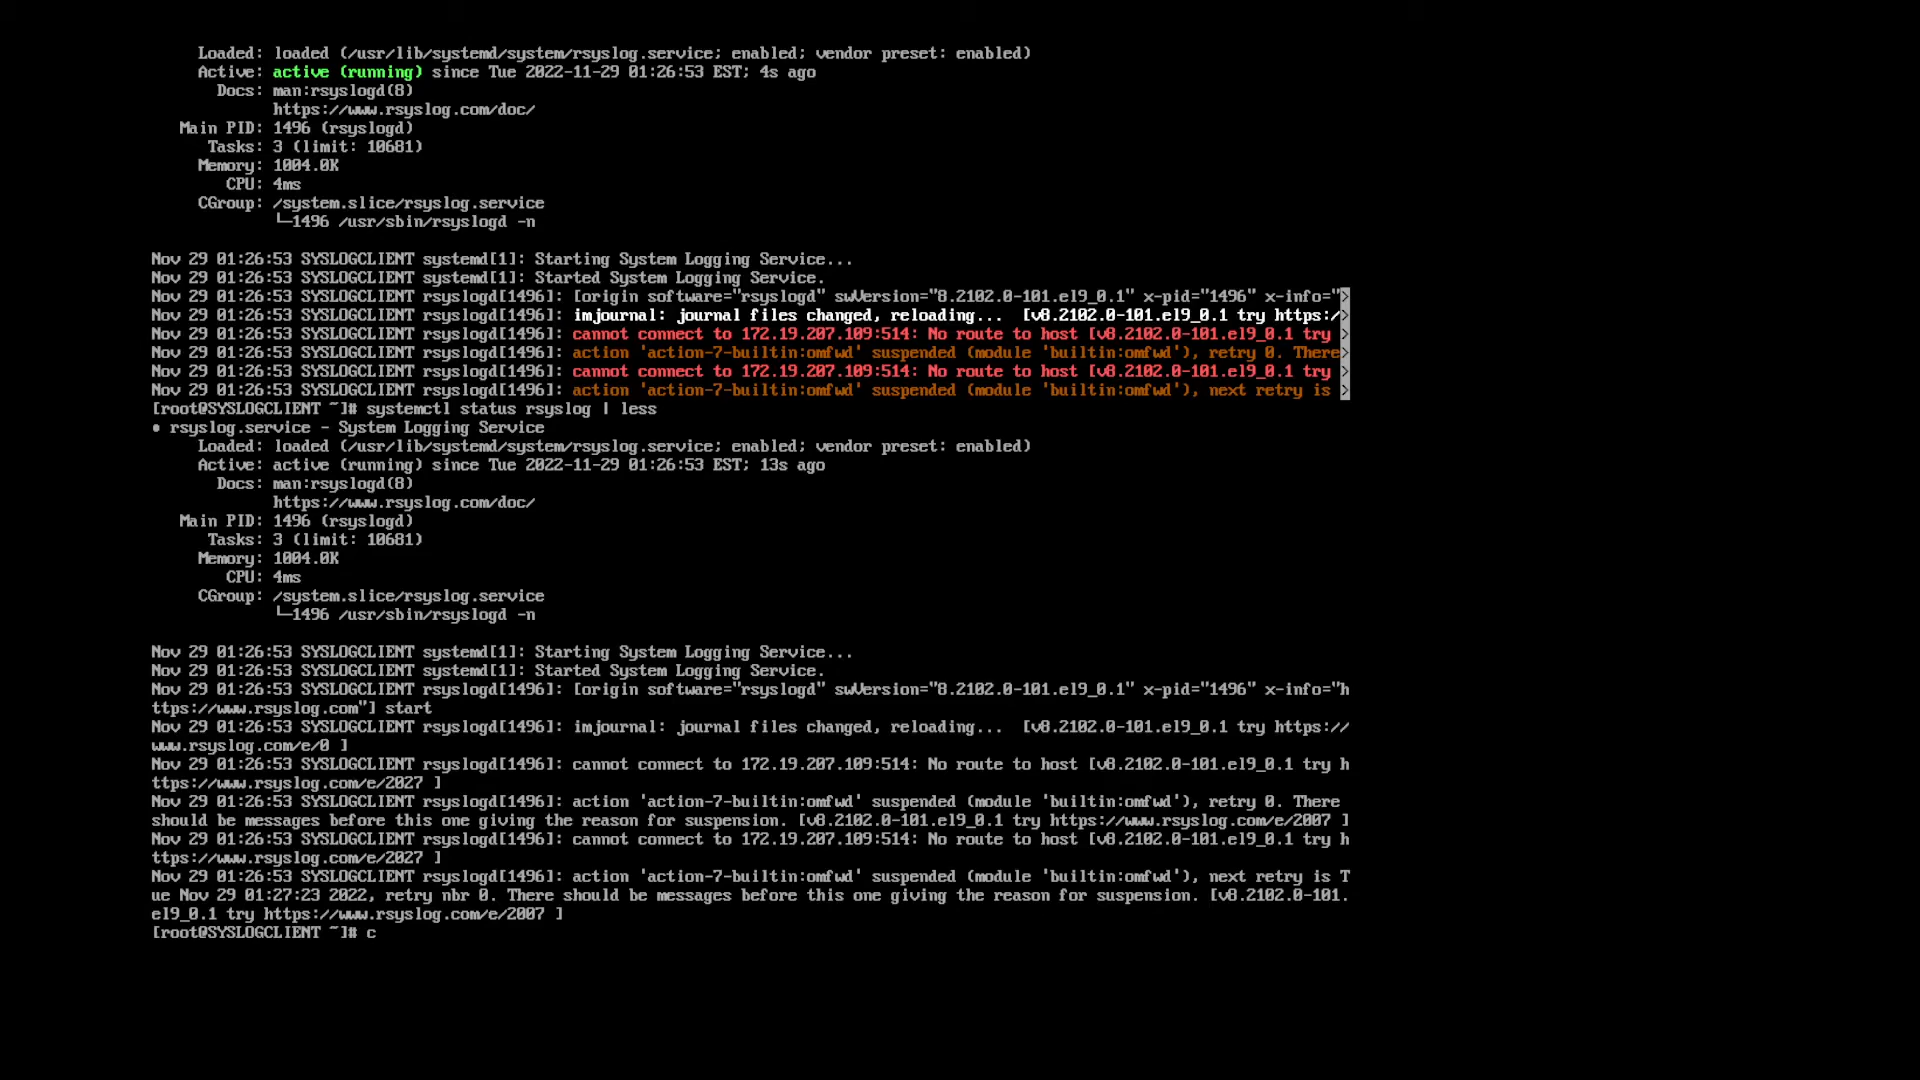 Loaded: loaded (/usr/lib/systemd/system/rsyslog.service; enabled; vendor preset: enabled)
Active: active (running) since Tue 2022-11-29 01:26:53 EST; 4s ago
Docs: man:rsyslogd(8)
https://www.rsyslog.com/doc/
Main PID: 1496 (rsyslogd)
Tasks: 3 (limit: 10681)
Memory: 1004.0K
CPU: 4ms
CGroup: /system.slice/rsyslog.service
└─1496 /usr/sbin/rsyslogd -n
Nov 29 01:26:53 SYSLOGCLIENT systemd[1]: Starting System Logging Service...
Nov 29 01:26:53 SYSLOGCLIENT systemd[1]: Started System Logging Service.
Nov 29 01:26:53 SYSLOGCLIENT rsyslogd[1496]: [origin software="rsyslogd" swVersion="8.2102.0-101.el9_0.1" x-pid="1496" x-info=">
Nov 29 01:26:53 SYSLOGCLIENT rsyslogd[1496]: imjournal: journal files changed, reloading...  [v8.2102.0-101.el9_0.1 try https:/>
Nov 29 01:26:53 SYSLOGCLIENT rsyslogd[1496]: cannot connect to 172.19.207.109:514: No route to host [v8.2102.0-101.el9_0.1 try >
Nov 29 01:26:53 SYSLOGCLIENT rsyslogd[1496]: action 'action-7-builtin:omfwd' suspended (module 'builtin:omfwd'), retry 0. There>
Nov 29 01:26:53 SYSLOGCLIENT rsyslogd[1496]: cannot connect to 172.19.207.109:514: No route to host [v8.2102.0-101.el9_0.1 try >
Nov 29 01:26:53 SYSLOGCLIENT rsyslogd[1496]: action 'action-7-builtin:omfwd' suspended (module 'builtin:omfwd'), next retry is >
[root@SYSLOGCLIENT ~]# systemctl status rsyslog | less
● rsyslog.service - System Logging Service
Loaded: loaded (/usr/lib/systemd/system/rsyslog.service; enabled; vendor preset: enabled)
Active: active (running) since Tue 2022-11-29 01:26:53 EST; 13s ago
Docs: man:rsyslogd(8)
https://www.rsyslog.com/doc/
Main PID: 1496 (rsyslogd)
Tasks: 3 (limit: 10681)
Memory: 1004.0K
CPU: 4ms
CGroup: /system.slice/rsyslog.service
└─1496 /usr/sbin/rsyslogd -n
Nov 29 01:26:53 SYSLOGCLIENT systemd[1]: Starting System Logging Service...
Nov 29 01:26:53 SYSLOGCLIENT systemd[1]: Started System Logging Service.
Nov 29 01:26:53 SYSLOGCLIENT rsyslogd[1496]: [origin software="rsyslogd" swVersion="8.2102.0-101.el9_0.1" x-pid="1496" x-info="h
ttps://www.rsyslog.com"] start
Nov 29 01:26:53 SYSLOGCLIENT rsyslogd[1496]: imjournal: journal files changed, reloading...  [v8.2102.0-101.el9_0.1 try https://
www.rsyslog.com/e/0 ]
Nov 29 01:26:53 SYSLOGCLIENT rsyslogd[1496]: cannot connect to 172.19.207.109:514: No route to host [v8.2102.0-101.el9_0.1 try h
ttps://www.rsyslog.com/e/2027 ]
Nov 29 01:26:53 SYSLOGCLIENT rsyslogd[1496]: action 'action-7-builtin:omfwd' suspended (module 'builtin:omfwd'), retry 0. There
should be messages before this one giving the reason for suspension. [v8.2102.0-101.el9_0.1 try https://www.rsyslog.com/e/2007 ]
Nov 29 01:26:53 SYSLOGCLIENT rsyslogd[1496]: cannot connect to 172.19.207.109:514: No route to host [v8.2102.0-101.el9_0.1 try h
ttps://www.rsyslog.com/e/2027 ]
Nov 29 01:26:53 SYSLOGCLIENT rsyslogd[1496]: action 'action-7-builtin:omfwd' suspended (module 'builtin:omfwd'), next retry is T
ue Nov 29 01:27:23 2022, retry nbr 0. There should be messages before this one giving the reason for suspension. [v8.2102.0-101.
el9_0.1 try https://www.rsyslog.com/e/2007 ]
[root@SYSLOGCLIENT ~]# c